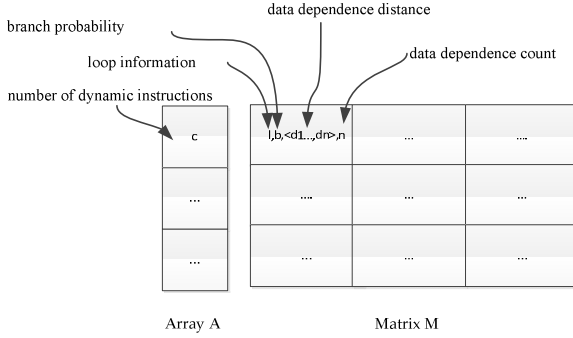 data dependence distance
branch probability
data dependence count
loop information
number of dynamic instructions
c
l,b,<d1...,dn>,n
...
....
...
....
...
...
...
...
...
...
Array A
Matrix M